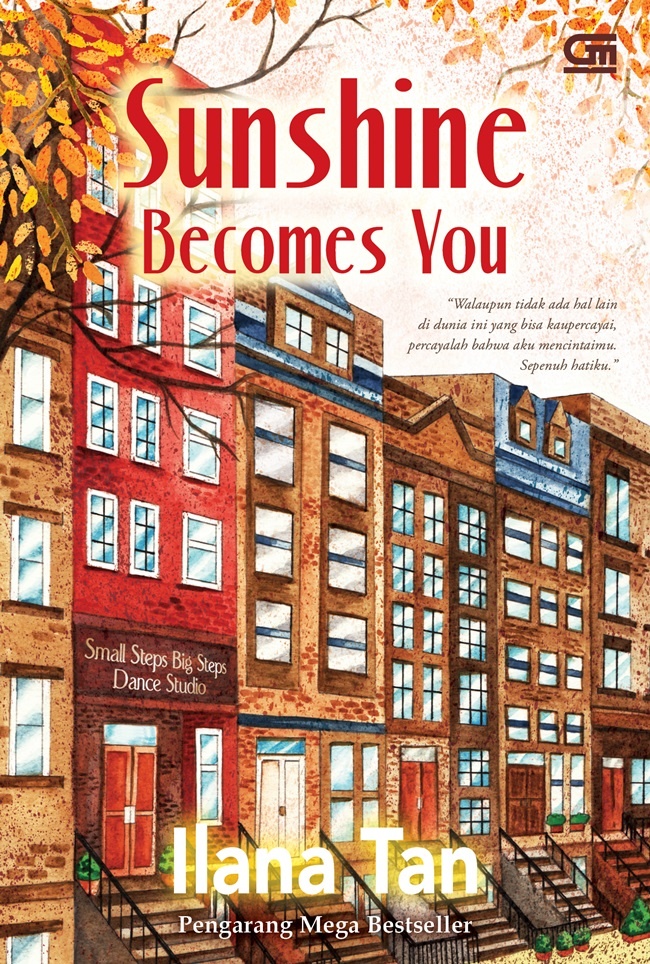 Sunshine
Becomes You
GM
“Walaupun tidak ada hal lain
di dunia ini yang bisa kaupercayai,
percayalah bahwa aku mencintaimu.
Sepenuh hatiku.”
Small Steps Big Steps
Dance Studio
Ilana Tan
Pengarang Mega Bestseller